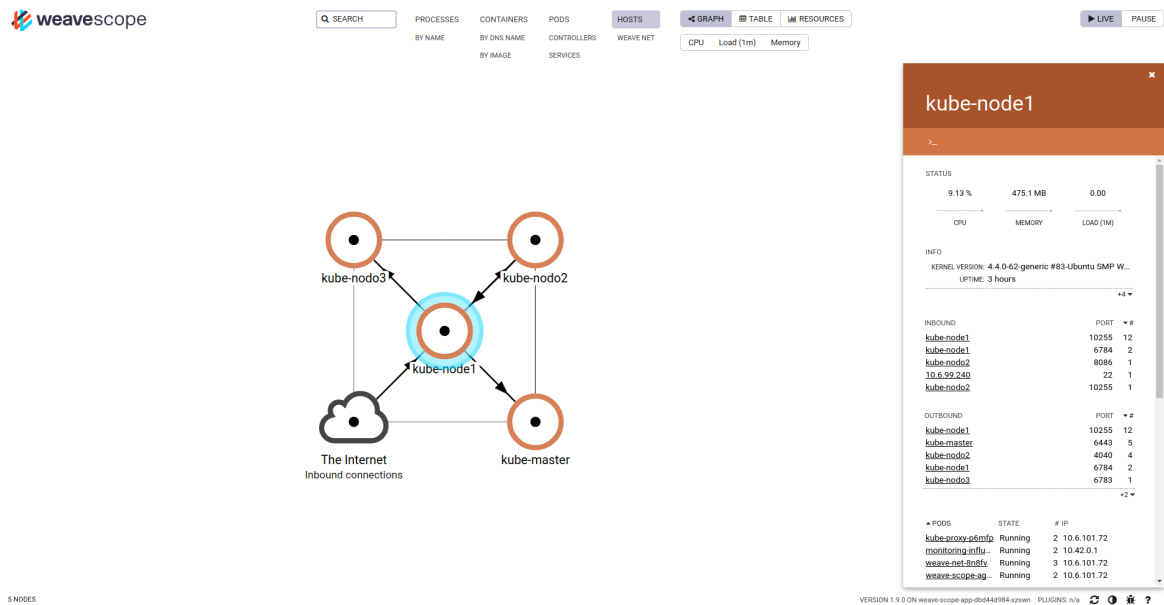 weavescope
SEARCH
PROCESSES CONTAINERS PODS HOSTS
BY NAME BY DNS NAME CONTROLLERS WEAVE NET
BY IMAGE SERVICES
GRAPH TABLE RESOURCES
CPU Load (1m) Memory
LIVE PAUSE
kube-nodo3
kube-nodo2
kube-node1
The Internet
Inbound connections
kube-master
kube-node1
>_
STATUS
9.13 % 475.1 MB 0.00
CPU MEMORY LOAD (1M)
INFO
KERNEL VERSION: 4.4.0-62-generic #83-Ubuntu SMP W...
UPTIME: 3 hours
+4
INBOUND PORT #
kube-node1 10255 12
kube-node1 6784 2
kube-nodo2 8086 1
10.6.99.240 22 1
kube-nodo2 10255 1
OUTBOUND PORT #
kube-node1 10255 12
kube-master 6443 5
kube-nodo2 4040 4
kube-node1 6784 2
kube-nodo3 6783 1
+2
PODS STATE # IP
kube-proxy-p6mfp Running 2 10.6.101.72
monitoring-influ... Running 2 10.42.0.1
weave-net-8n8fv Running 3 10.6.101.72
weave-scope-ag... Running 2 10.6.101.72
5 NODES
VERSION 1.9.0 ON weave-scope-app-dbd44d984-xzswn PLUGINS: n/a ?